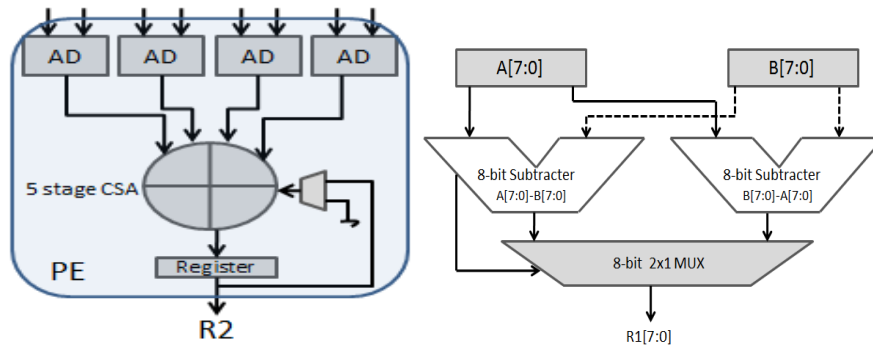 AD AD AD AD
5 stage CSA
Register
PE
R2
A[7:0] B[7:0]
8-bit Subtracter 8-bit Subtracter
A[7:0]-B[7:0] B[7:0]-A[7:0]
8-bit 2x1 MUX
R1[7:0]